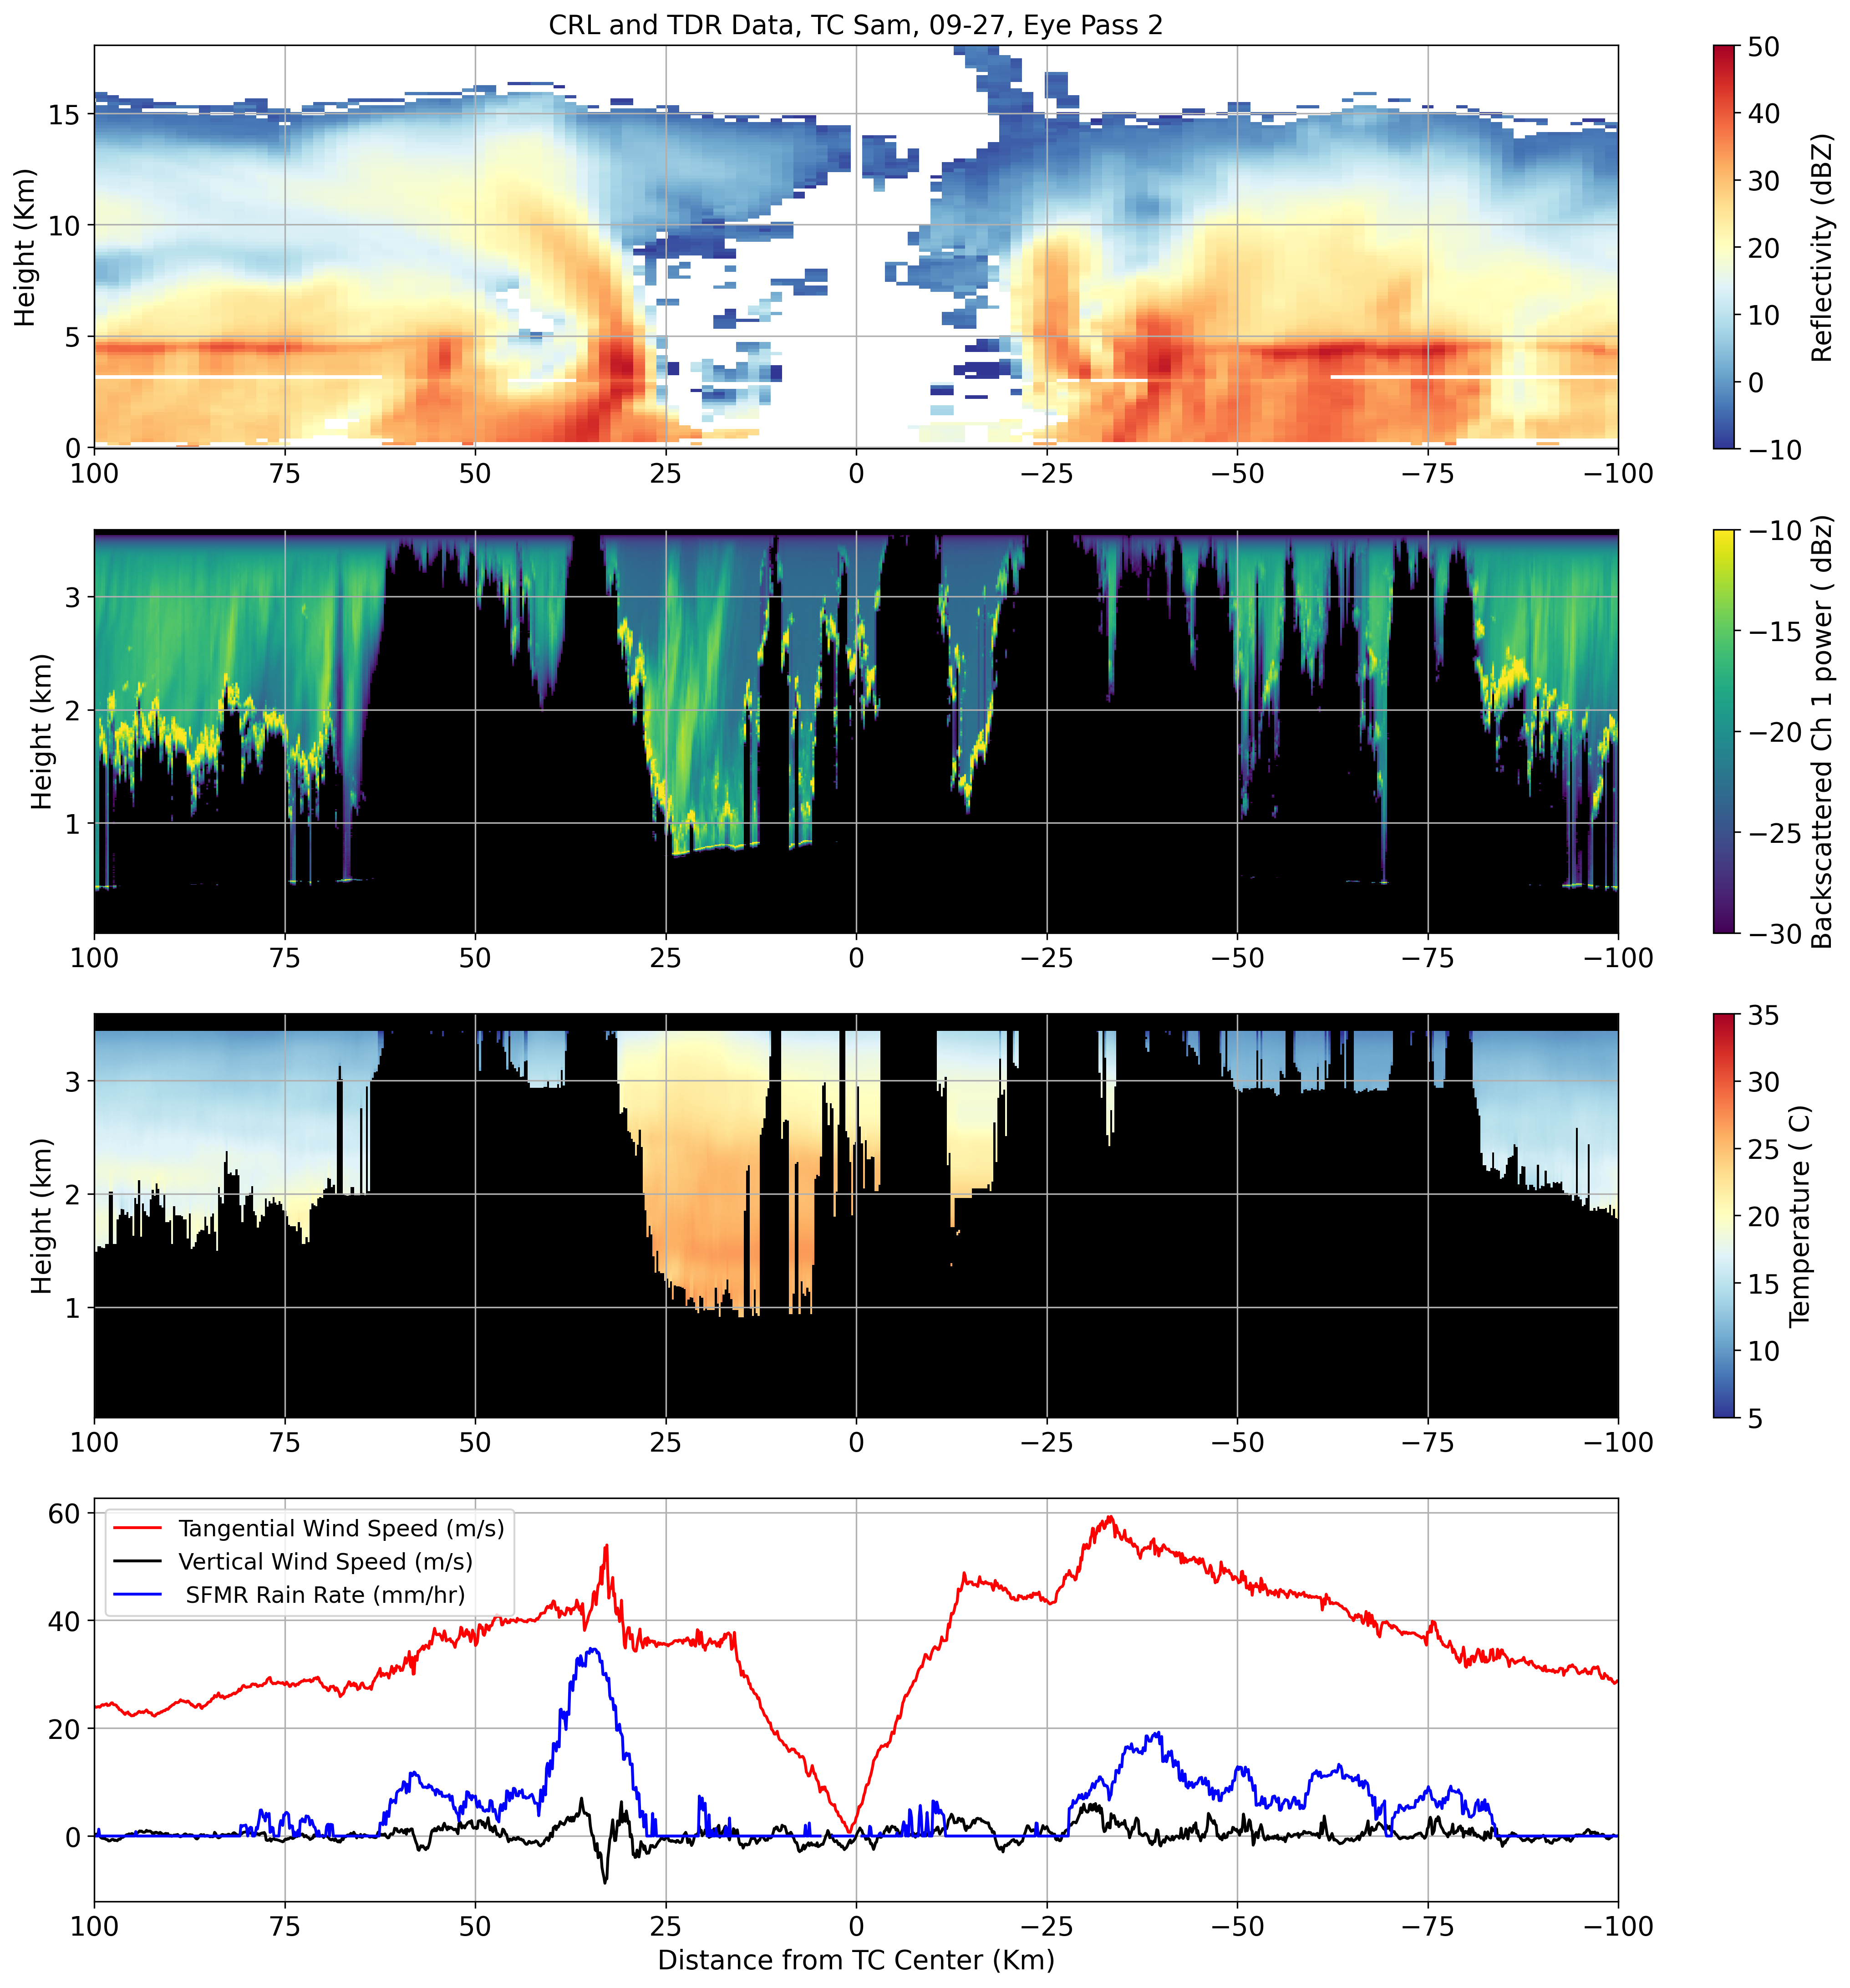 CRL and TDR Data, TC Sam, 09-27, Eye Pass 2
Height (Km)
15
10
5
0
100 75 50 25 0 −25 −50 −75 −100
50
40
30
20
10
0
−10
Reflectivity (dBZ)
Height (km)
3
2
1
100 75 50 25 0 −25 −50 −75 −100
−10
−15
−20
−25
−30
Backscattered Ch 1 power ( dBz)
Height (km)
3
2
1
100 75 50 25 0 −25 −50 −75 −100
35
30
25
20
15
10
5
Temperature ( C)
60
40
20
0
Tangential Wind Speed (m/s)
Vertical Wind Speed (m/s)
SFMR Rain Rate (mm/hr)
100 75 50 25 0 −25 −50 −75 −100
Distance from TC Center (Km)